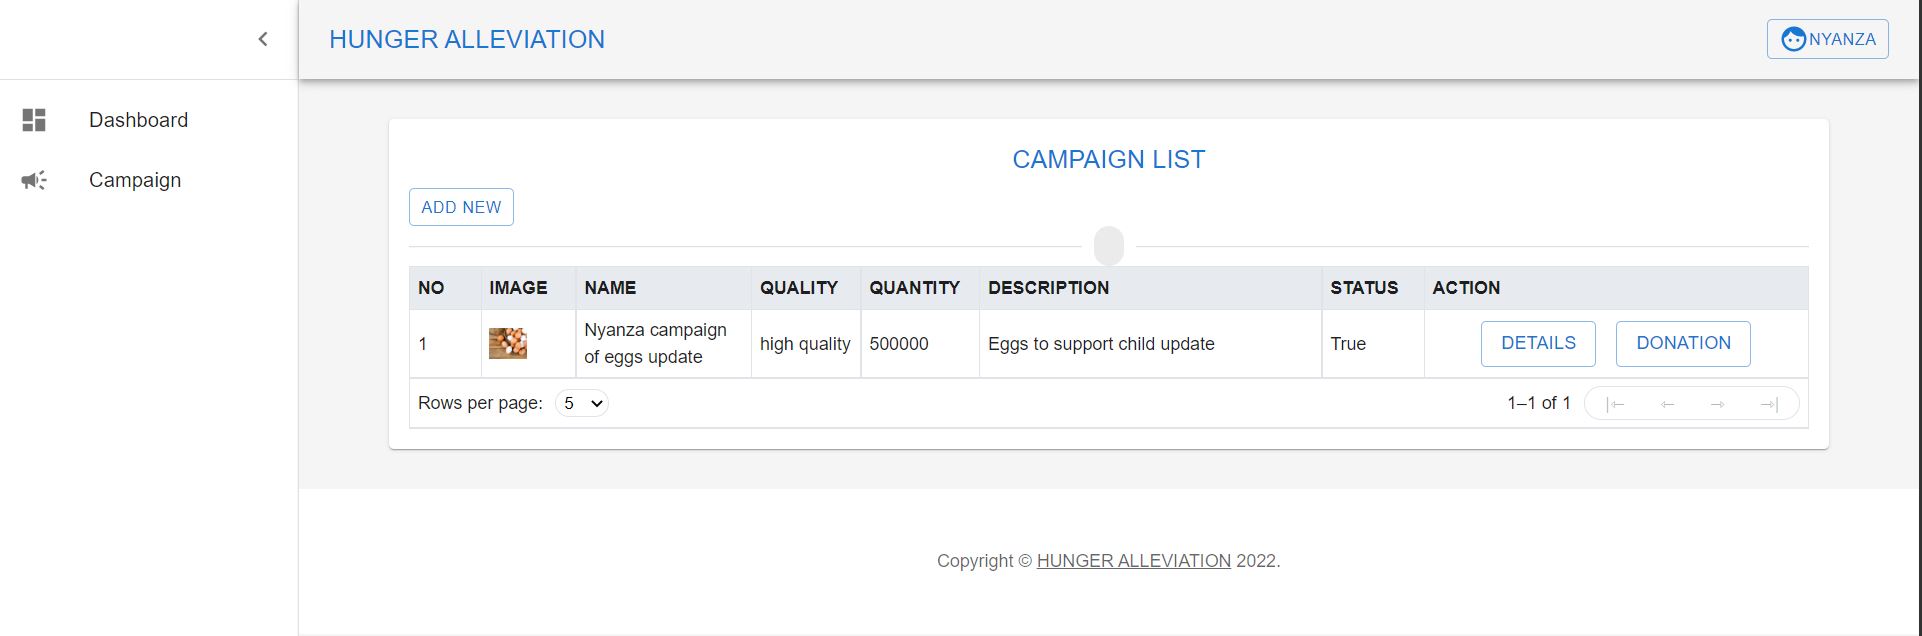 HUNGER ALLEVIATION
NYANZA
Dashboard
Campaign
CAMPAIGN LIST
ADD NEW
NO IMAGE NAME QUALITY QUANTITY DESCRIPTION STATUS ACTION
1 Nyanza campaign of eggs update high quality 500000 Eggs to support child update True DETAILS DONATION
Rows per page: 5 1–1 of 1
Copyright © HUNGER ALLEVIATION 2022.